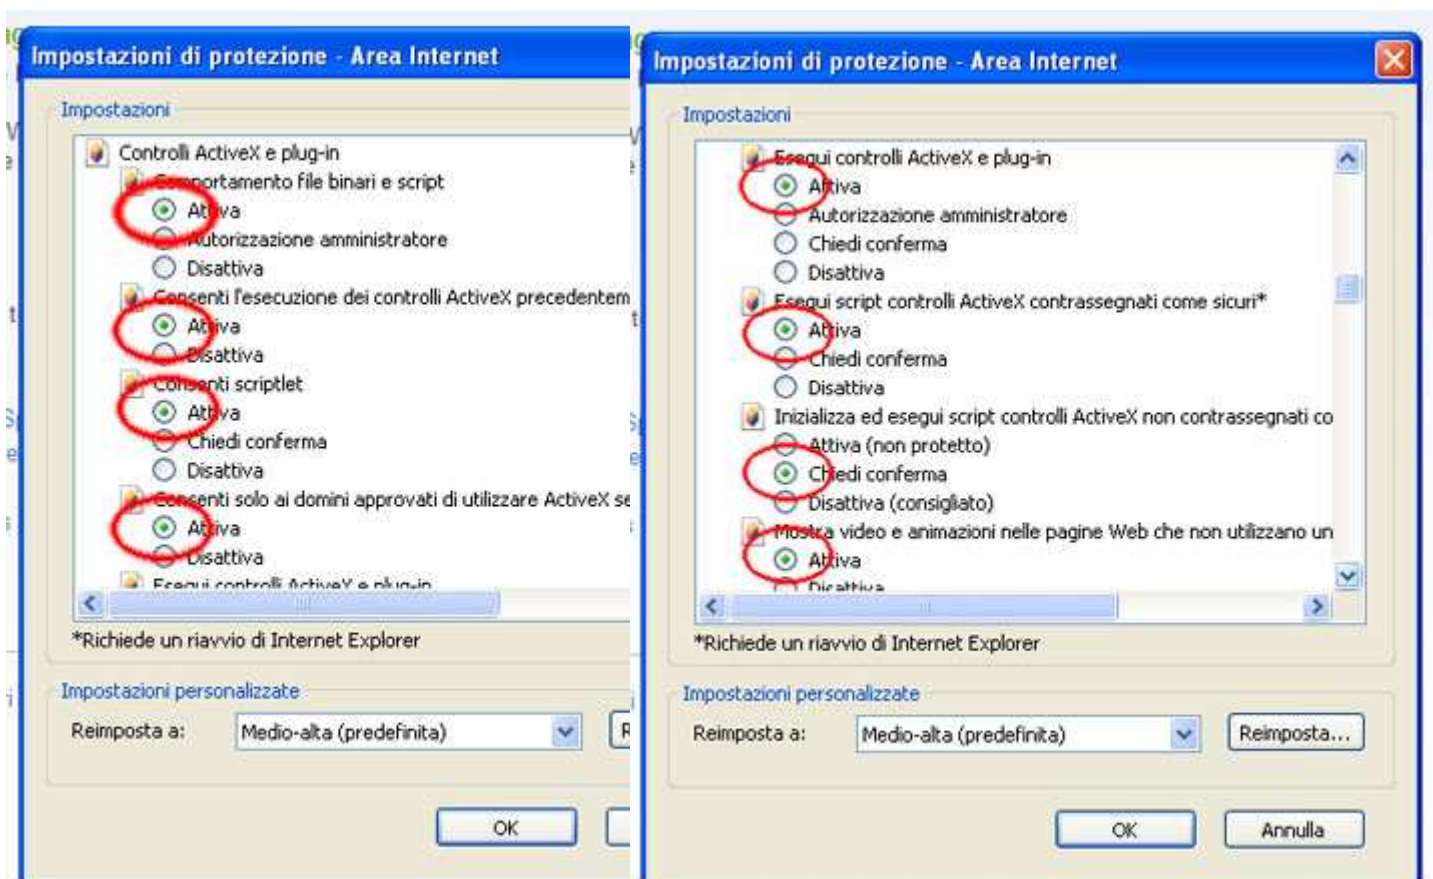 Impostazioni di protezione - Area Internet
Impostazioni
Controlli ActiveX e plug-in
Comportamento file binari e script
Attiva
Autorizzazione amministratore
Disattiva
Consenti l'esecuzione dei controlli ActiveX precedentem
Attiva
Disattiva
Consenti scriptlet
Attiva
Chiedi conferma
Disattiva
Consenti solo ai domini approvati di utilizzare ActiveX se
Attiva
Disattiva
Esegui controlli ActiveX e plug-in
*Richiede un riavvio di Internet Explorer
Impostazioni personalizzate
Reimposta a:
Medio-alta (predefinita)
R
OK
Impostazioni di protezione - Area Internet
Impostazioni
Esegui controlli ActiveX e plug-in
Attiva
Autorizzazione amministratore
Chiedi conferma
Disattiva
Esegui script controlli ActiveX contrassegnati come sicuri*
Attiva
Chiedi conferma
Disattiva
Inizializza ed esegui script controlli ActiveX non contrassegnati co
Attiva (non protetto)
Chiedi conferma
Disattiva (consigliato)
Mostra video e animazioni nelle pagine Web che non utilizzano un
Attiva
Disattiva
*Richiede un riavvio di Internet Explorer
Impostazioni personalizzate
Reimposta a:
Medio-alta (predefinita)
Reimposta...
OK
Annulla